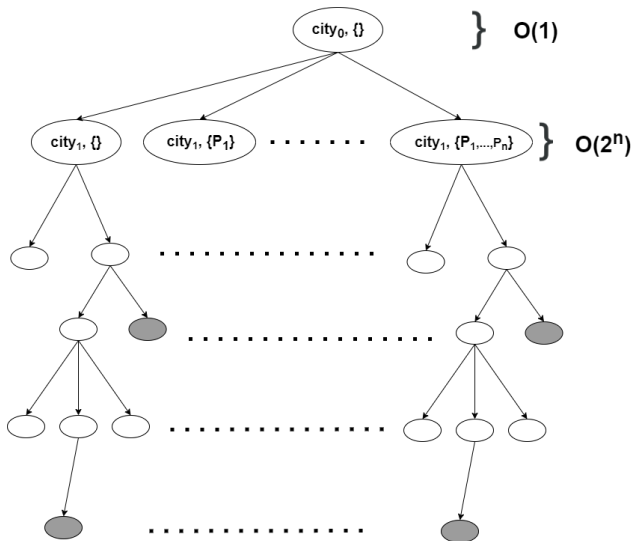 city₀, {} } O(1)
city₁, {} city₁, {P₁} . . . . . . . city₁, {P₁,...,Pₙ} } O(2ⁿ)